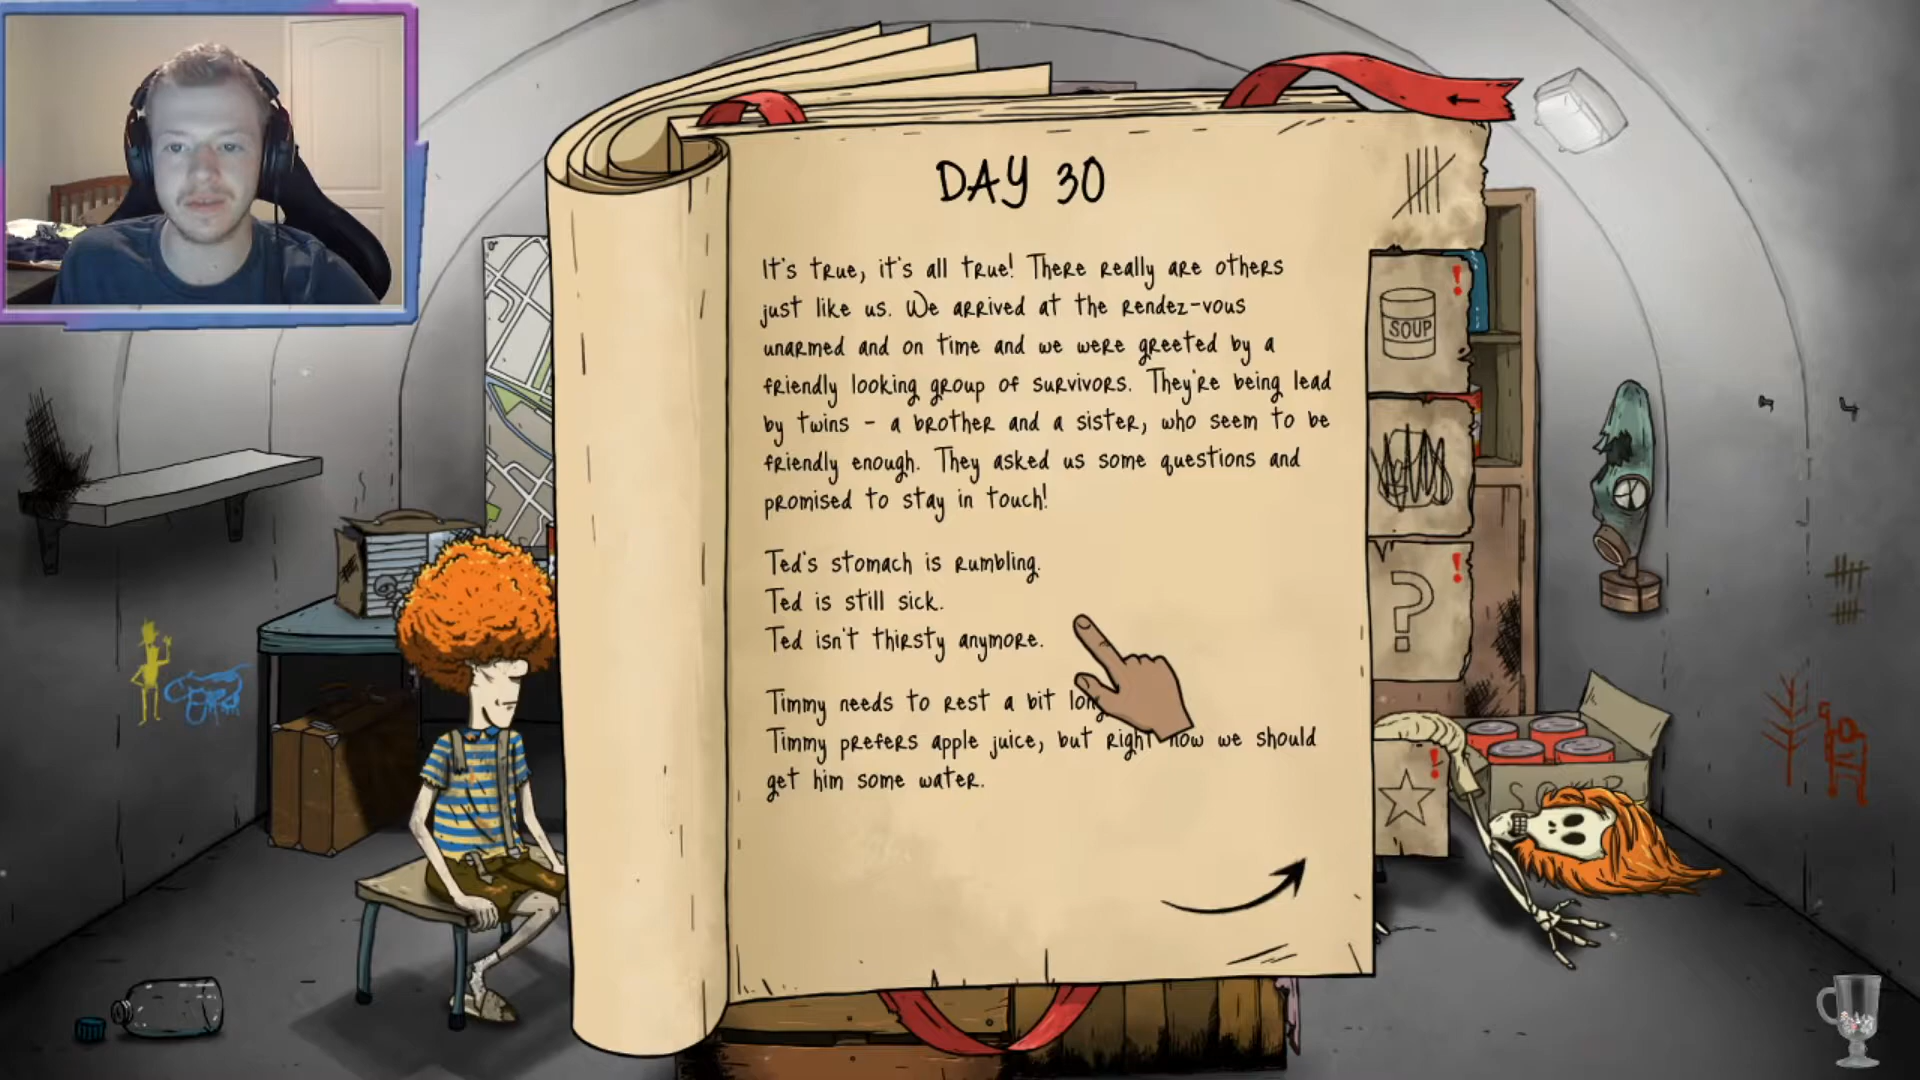 DAY 30
It's true, it's all true! There really are others
just like us. We arrived at the rendez-vous
unarmed and on time and we were greeted by a
friendly looking group of survivors. They're being lead
by twins - a brother and a sister, who seem to be
friendly enough. They asked us some questions and
promised to stay in touch!
Ted's stomach is rumbling.
Ted is still sick.
Ted isn't thirsty anymore.
Timmy needs to rest a bit
Timmy prefers apple juice, but right now we should
get him some water.
!
SOUP
!
?
!